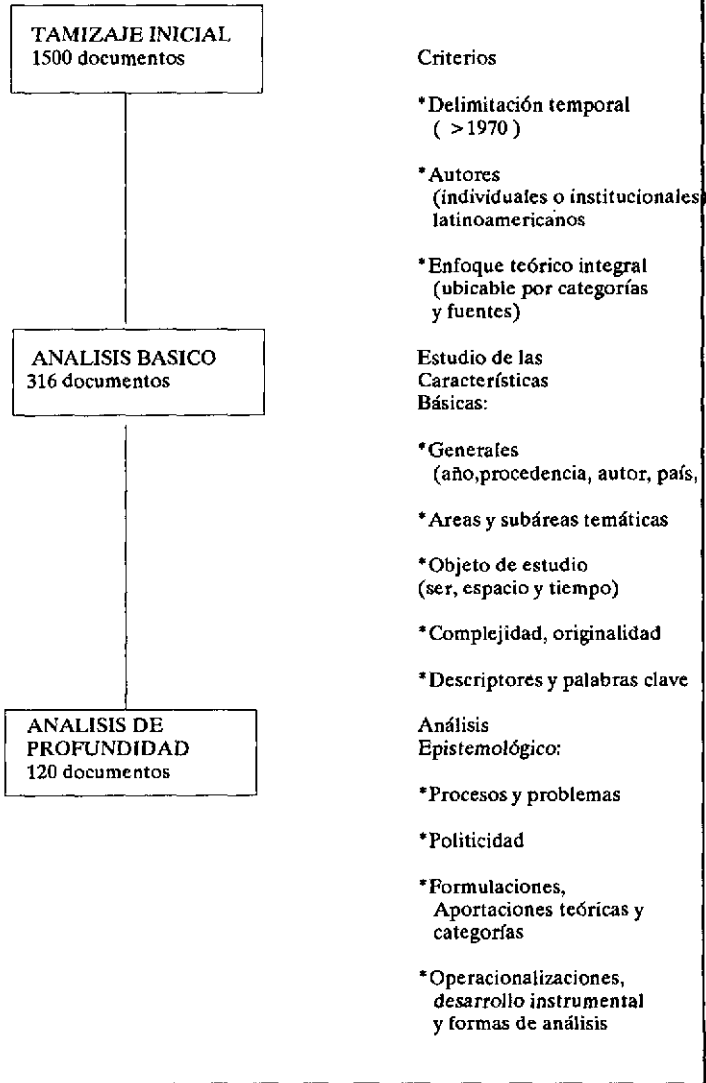 TAMIZAJE INICIAL
1500 documentos
Criterios
*Delimitación temporal
( >1970 )
*Autores
(individuales o institucionales
latinoamericanos
*Enfoque teórico integral
(ubicable por categorías
y fuentes)
ANALISIS BASICO
316 documentos
Estudio de las
Características
Básicas:
*Generales
(año,procedencia, autor, país,
*Areas y subáreas temáticas
*Objeto de estudio
(ser, espacio y tiempo)
*Complejidad, originalidad
*Descriptores y palabras clave
ANALISIS DE
PROFUNDIDAD
120 documentos
Análisis
Epistemológico:
*Procesos y problemas
*Politicidad
*Formulaciones,
Aportaciones teóricas y
categorías
*Operacionalizaciones,
desarrollo instrumental
y formas de análisis